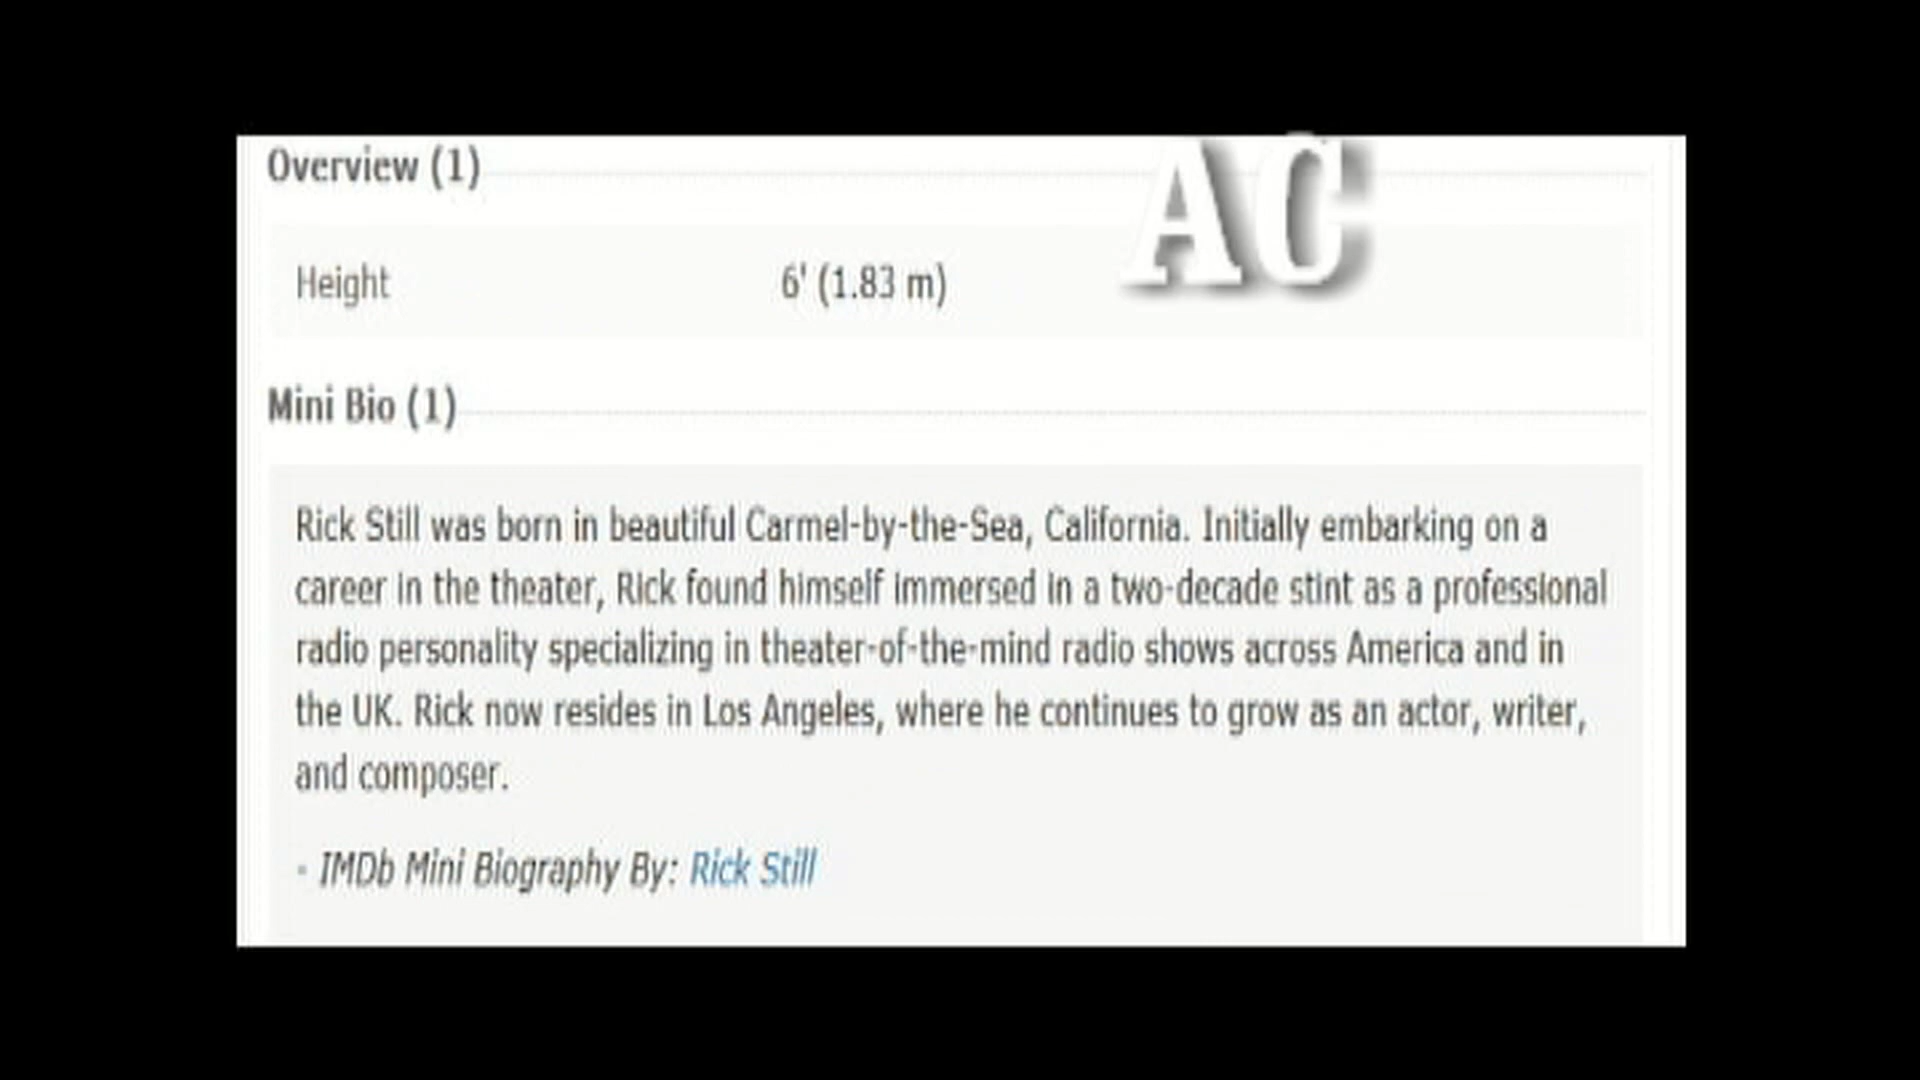 AC
Overview (1)
Height 6' (1.83 m)
Mini Bio (1)
Rick Still was born in beautiful Carmel-by-the-Sea, California. Initially embarking on a
career in the theater, Rick found himself immersed in a two-decade stint as a professional
radio personality specializing in theater-of-the-mind radio shows across America and in
the UK. Rick now resides in Los Angeles, where he continues to grow as an actor, writer,
and composer.
- IMDb Mini Biography By: Rick Still